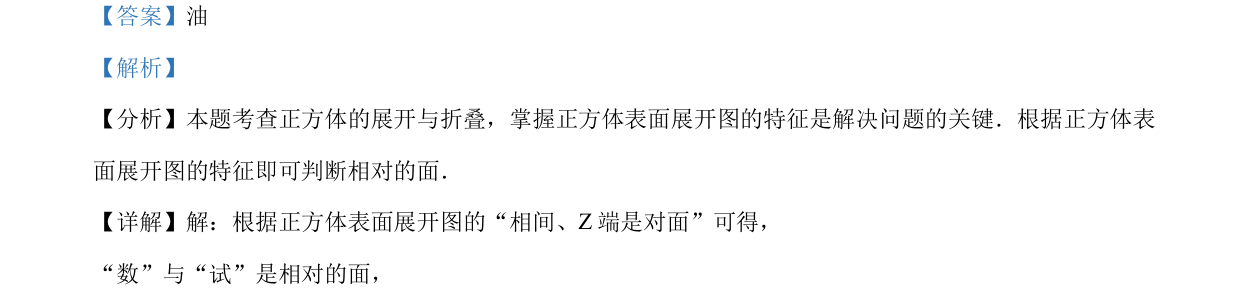 【答案】油
【解析】
【分析】本题考查正方体的展开与折叠，掌握正方体表面展开图的特征是解决问题的关键．根据正方体表
面展开图的特征即可判断相对的面．
【详解】解：根据正方体表面展开图的“相间、Z 端是对面”可得，
“数”与“试”是相对的面，